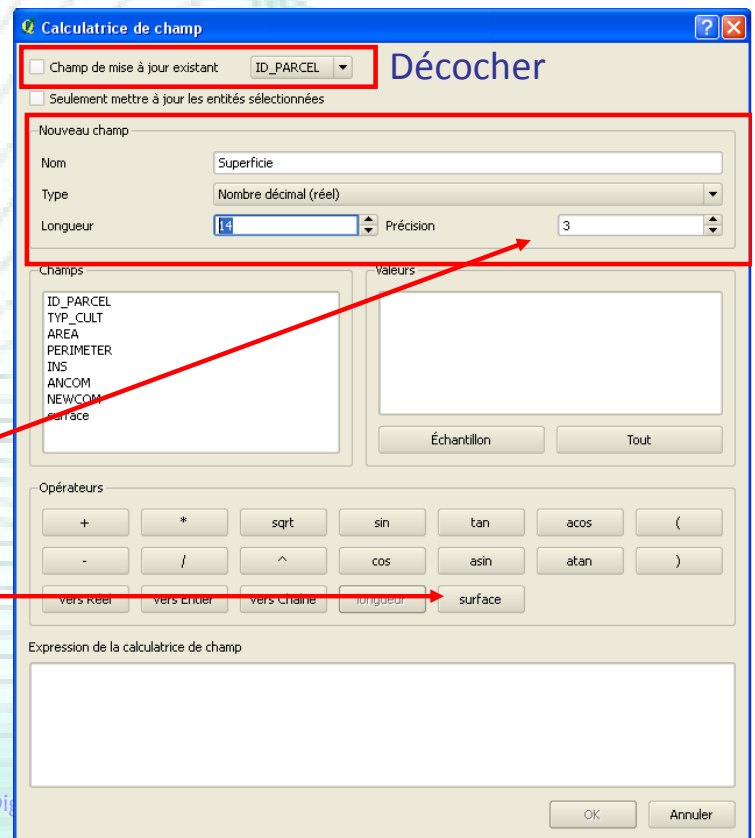 Calculatrice de champ
Champ de mise à jour existant ID_PARCEL Décocher
Seulement mettre à jour les entités sélectionnées
Nouveau champ
Nom Superficie
Type Nombre décimal (réel)
Longueur 14 Précision 3
Champs Valeurs
ID_PARCEL
TYP_CULT
AREA
PERIMETER
INS
ANCOM
NEWCOM
surface
Échantillon Tout
Opérateurs
+ * sqrt sin tan acos (
- / ^ cos asin atan )
vers Réel vers Entier vers Chaîne longueur surface
Expression de la calculatrice de champ
OK Annuler